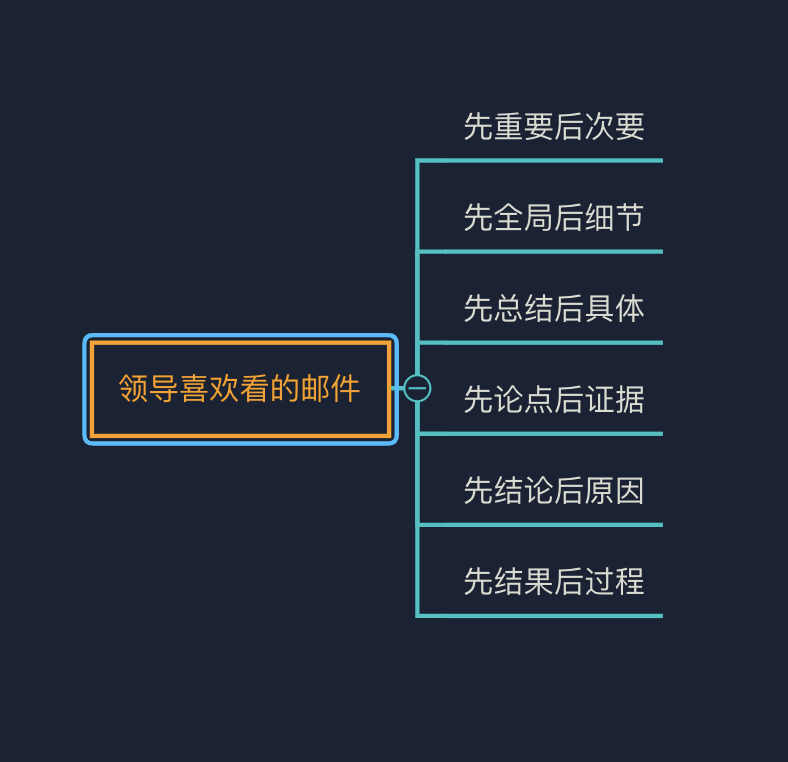 先重要后次要
先全局后细节
先总结后具体
领导喜欢看的邮件
先论点后证据
先结论后原因
先结果后过程